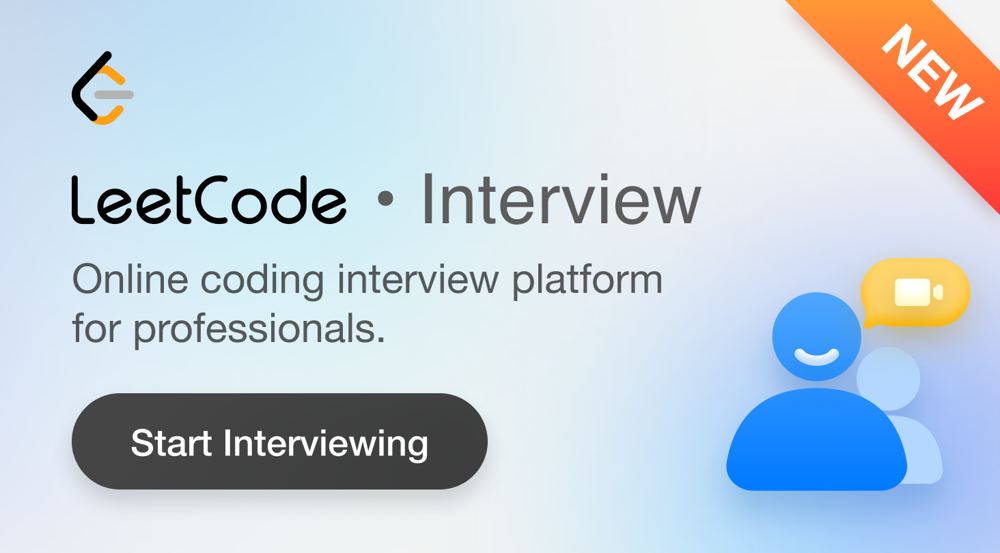 NEW
LeetCode • Interview
Online coding interview platform
for professionals.
Start Interviewing